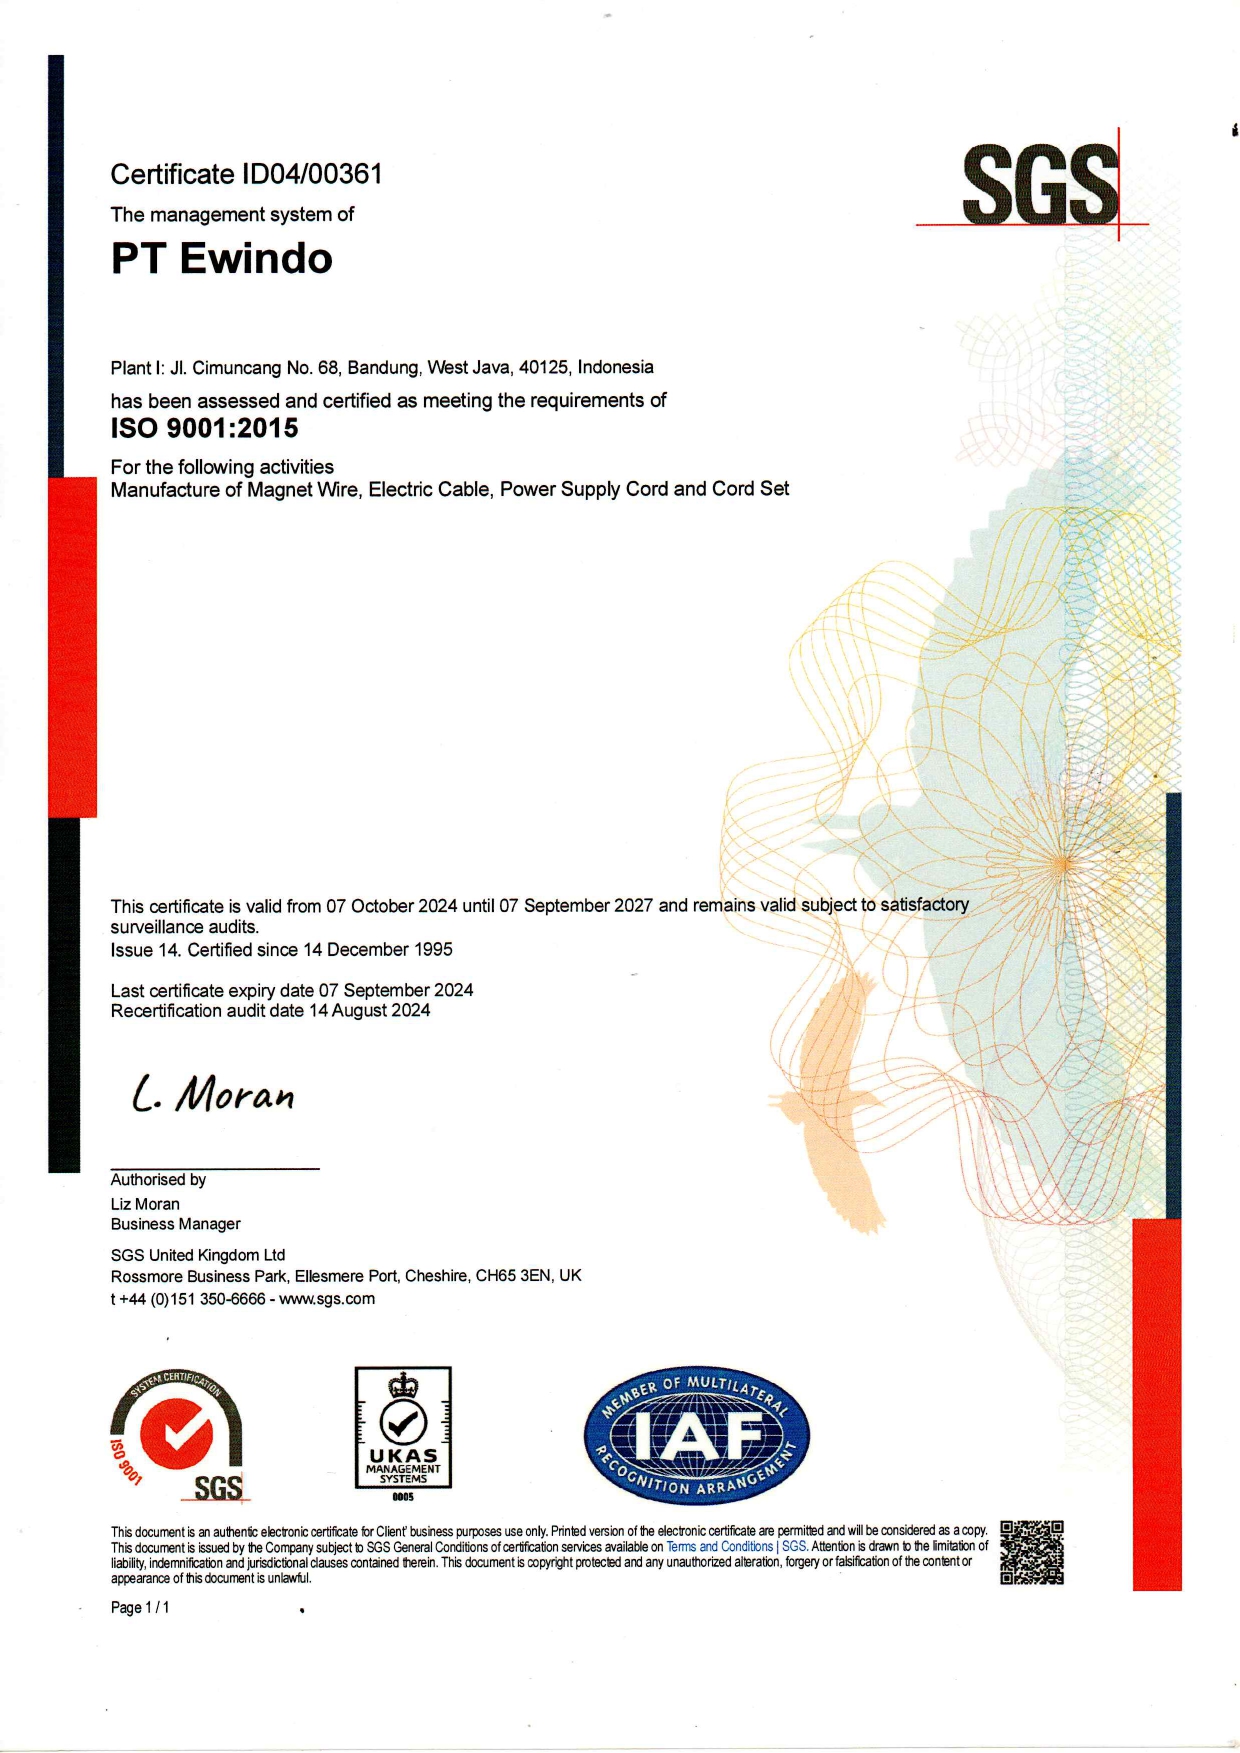 SGS
Certificate ID04/00361
The management system of
PT Ewindo
Plant I: Jl. Cimuncang No. 68, Bandung, West Java, 40125, Indonesia
has been assessed and certified as meeting the requirements of
ISO 9001:2015
For the following activities
Manufacture of Magnet Wire, Electric Cable, Power Supply Cord and Cord Set
This certificate is valid from 07 October 2024 until 07 September 2027 and remains valid subject to satisfactory
surveillance audits.
Issue 14. Certified since 14 December 1995
Last certificate expiry date 07 September 2024
Recertification audit date 14 August 2024
L. Moran
Authorised by
Liz Moran
Business Manager
SGS United Kingdom Ltd
Rossmore Business Park, Ellesmere Port, Cheshire, CH65 3EN, UK
t +44 (0)151 350-6666 - www.sgs.com
SYSTEM CERTIFICATION
ISO 9001
SGS
UKAS
MANAGEMENT
SYSTEMS
0005
MEMBER OF MULTILATERAL
IAF
RECOGNITION ARRANGEMENT
This document is an authentic electronic certificate for Client' business purposes use only. Printed version of the electronic certificate are permitted and will be considered as a copy.
This document is issued by the Company subject to SGS General Conditions of certification services available on Terms and Conditions | SGS. Attention is drawn to the limitation of
liability, indemnification and jurisdictional clauses contained therein. This document is copyright protected and any unauthorized alteration, forgery or falsification of the content or
appearance of this document is unlawful.
Page 1 / 1